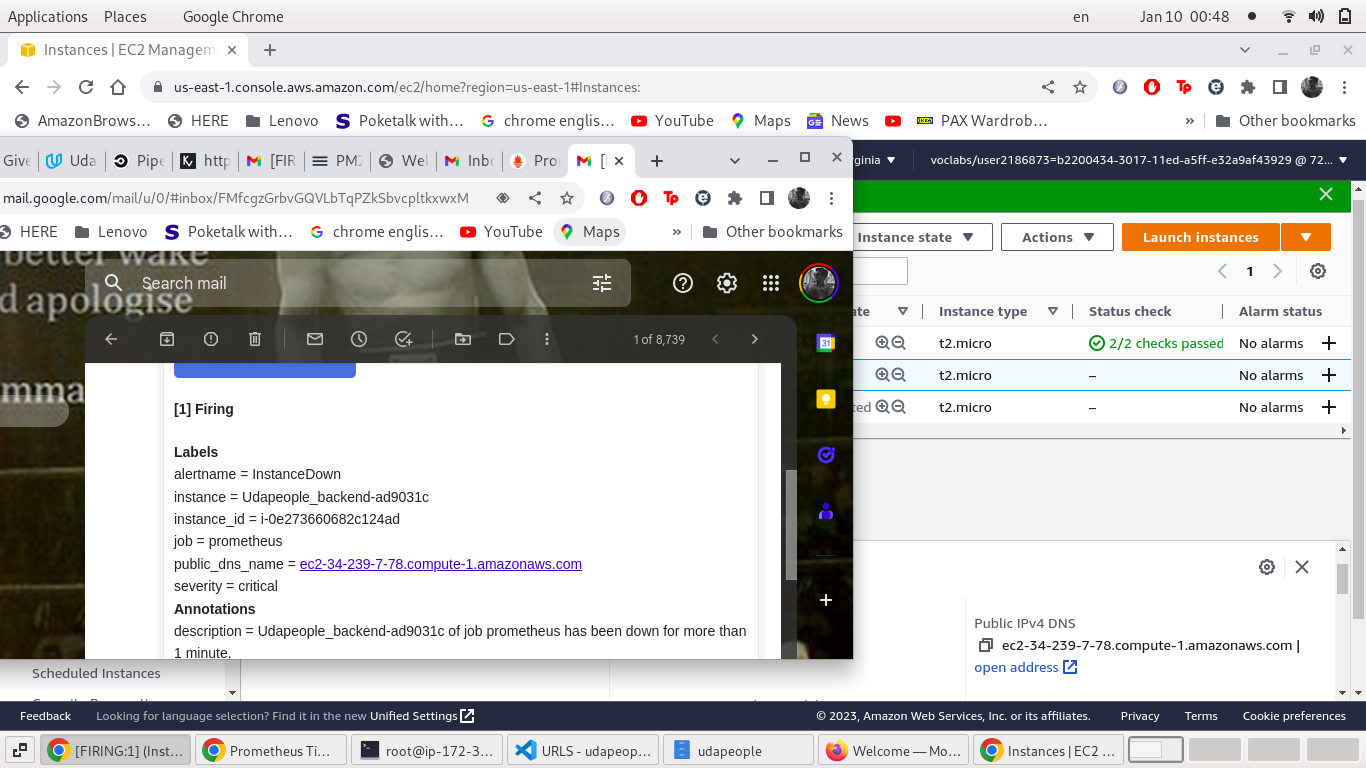 Applications Places Google Chrome en Jan 10 00:48
Instances | EC2 Managem
us-east-1.console.aws.amazon.com/ec2/home?region=us-east-1#Instances:
AmazonBrows… HERE Lenovo Poketalk with… chrome englis… YouTube Maps News PAX Wardrob… » Other bookmarks
Give Uda Pipe http [FIR PM2 Wel Inbo Pro [
rginia voclabs/user2186873=b2200434-3017-11ed-a5ff-e32a9af43929 @ 72...
mail.google.com/mail/u/0/#inbox/FMfcgzGrbvGQVLbTqPZkSbvcpltkxwxM
HERE Lenovo Poketalk with… chrome englis… YouTube Maps » Other bookmarks
Instance state Actions Launch instances
better wake
d apologise
mma
Search mail
1
ate Instance type Status check Alarm status
1 of 8,739
t2.micro 2/2 checks passed No alarms
t2.micro – No alarms
ted t2.micro – No alarms
[1] Firing
Labels
alertname = InstanceDown
instance = Udapeople_backend-ad9031c
instance_id = i-0e273660682c124ad
job = prometheus
public_dns_name = ec2-34-239-7-78.compute-1.amazonaws.com
severity = critical
Annotations
description = Udapeople_backend-ad9031c of job prometheus has been down for more than
1 minute.
Public IPv4 DNS
ec2-34-239-7-78.compute-1.amazonaws.com |
open address
Scheduled Instances
Feedback Looking for language selection? Find it in the new Unified Settings © 2023, Amazon Web Services, Inc. or its affiliates. Privacy Terms Cookie preferences
[FIRING:1] (Inst… Prometheus Ti… root@ip-172-3… URLS - udapeop… udapeople Welcome — Mo… Instances | EC2 …